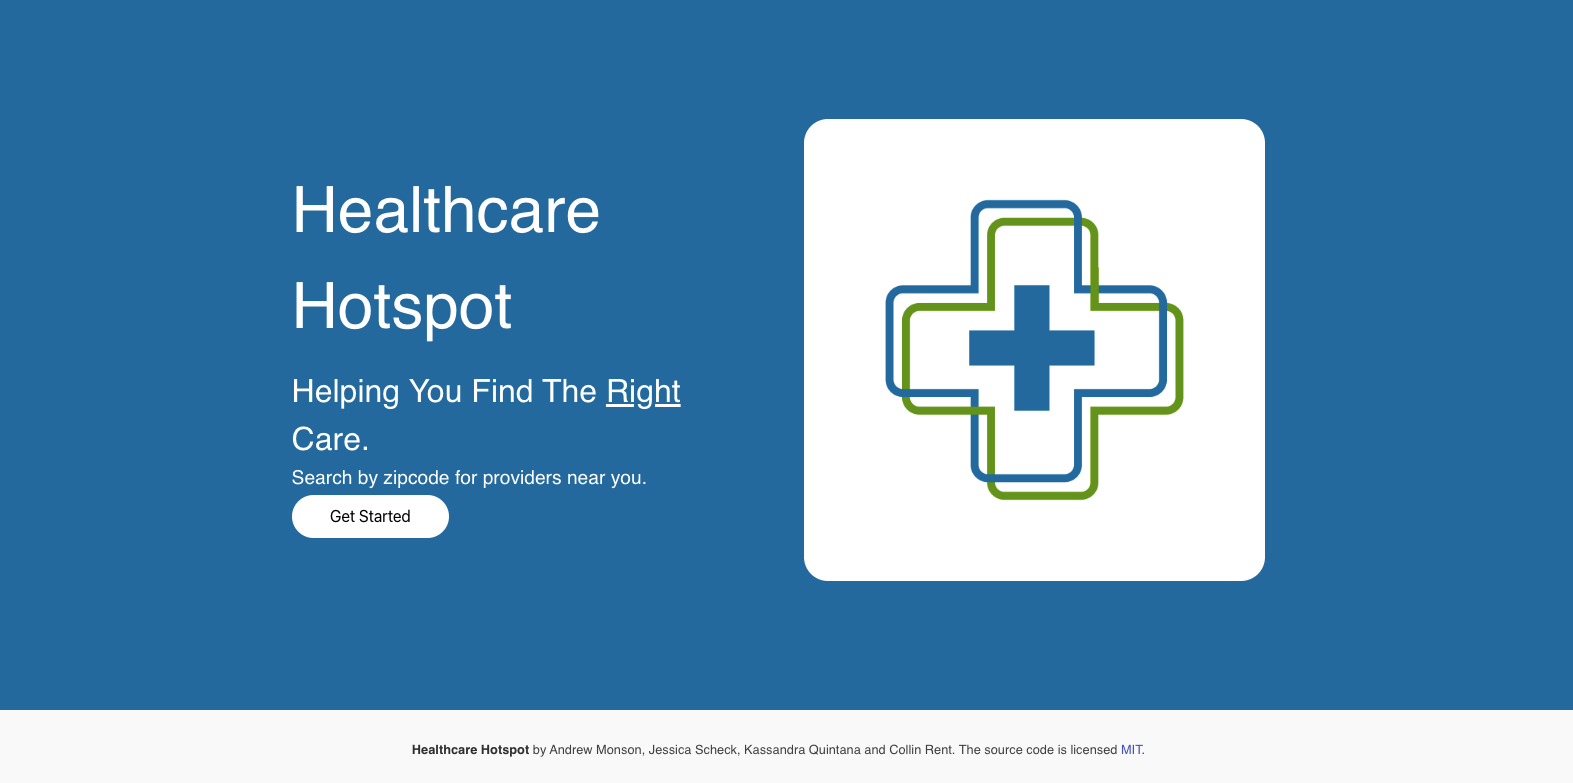 Healthcare
Hotspot
Helping You Find The Right
Care.
Search by zipcode for providers near you.
Get Started
Healthcare Hotspot by Andrew Monson, Jessica Scheck, Kassandra Quintana and Collin Rent. The source code is licensed MIT.